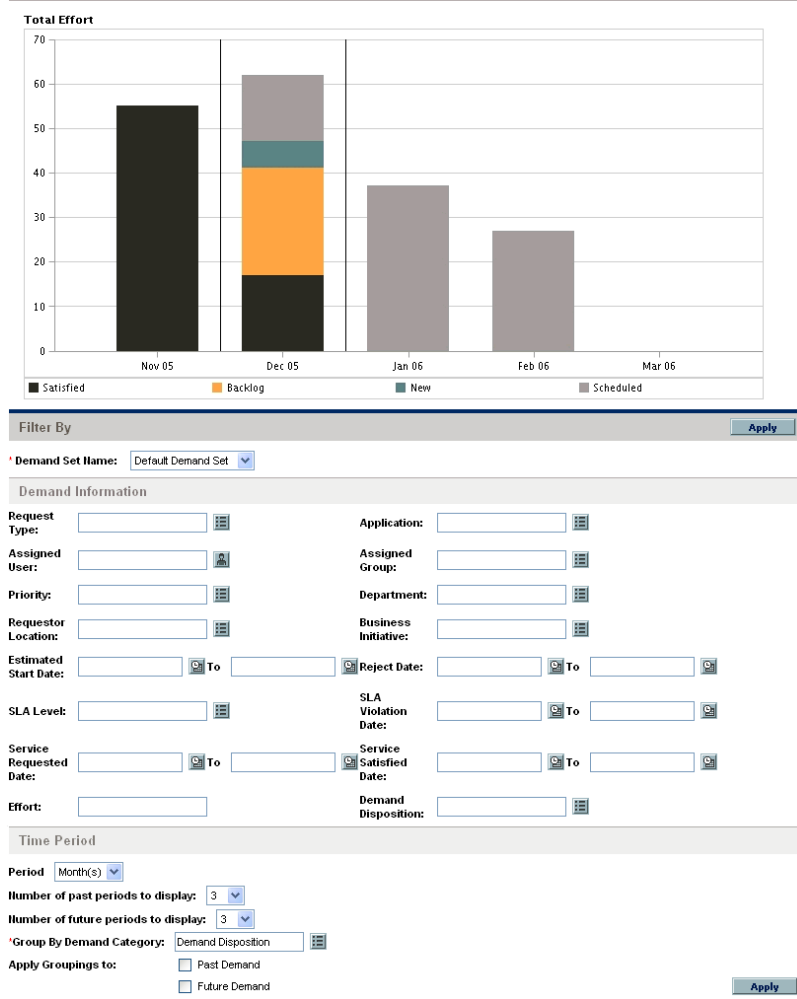 Total Effort
70
60
50
40
30
20
10
0
Nov 05 Dec 05 Jan 06 Feb 06 Mar 06
Satisfied Backlog New Scheduled
Filter By Apply
* Demand Set Name: Default Demand Set
Demand Information
Request
Type:
Application:
Assigned
User:
Assigned
Group:
Priority:
Department:
Requestor
Location:
Business
Initiative:
Estimated
Start Date:
To
Reject Date:
To
SLA Level:
SLA
Violation
Date:
To
Service
Requested
Date:
To
Service
Satisfied
Date:
To
Effort:
Demand
Disposition:
Time Period
Period Month(s)
Number of past periods to display: 3
Number of future periods to display: 3
*Group By Demand Category: Demand Disposition
Apply Groupings to: Past Demand
Future Demand Apply